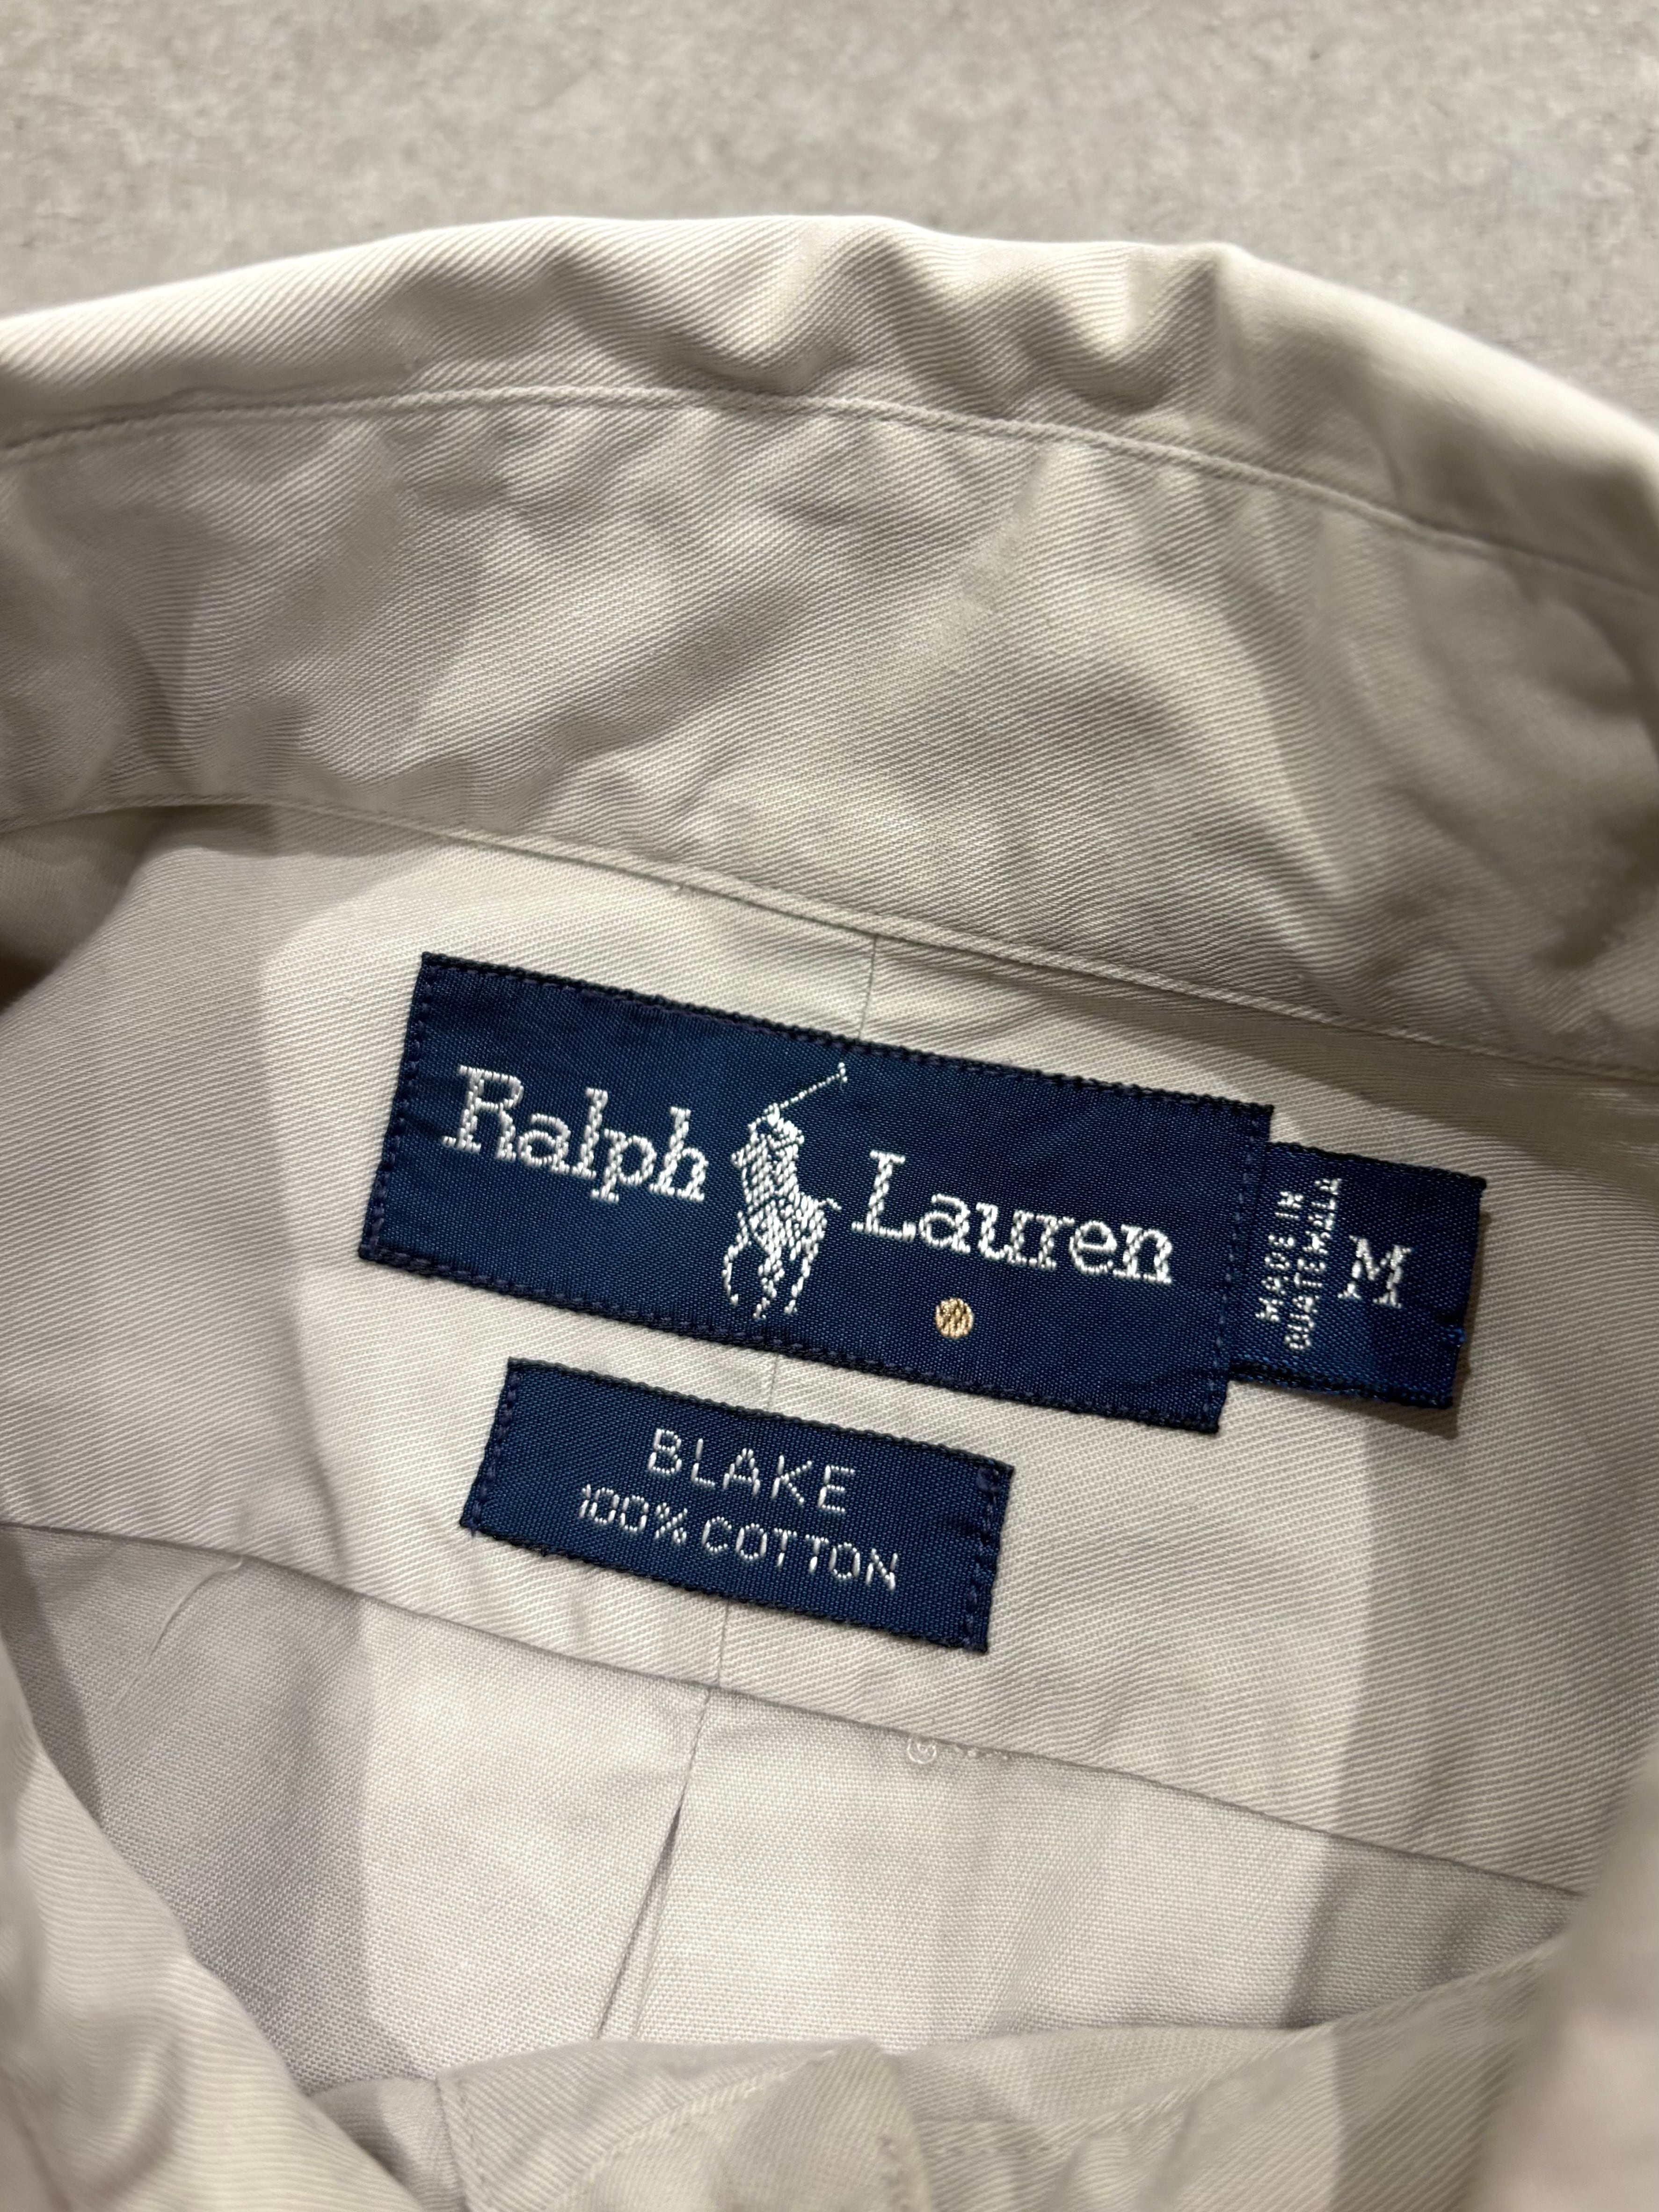 Ralph Lauren
MADE IN
GUATEMALA
M
BLAKE
100% COTTON